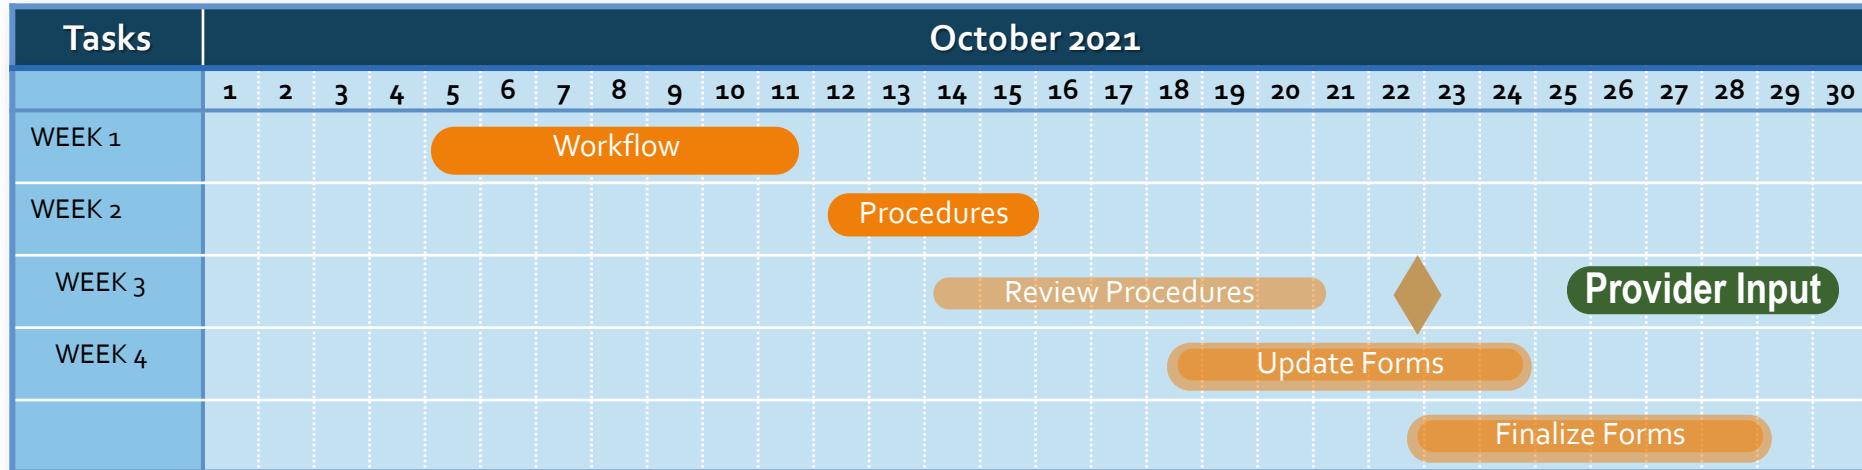 Tasks October 2021
1 2 3 4 5 6 7 8 9 10 11 12 13 14 15 16 17 18 19 20 21 22 23 24 25 26 27 28 29 30
WEEK 1 Workflow
WEEK 2 Procedures
WEEK 3 Review Procedures Provider Input
WEEK 4 Update Forms
Finalize Forms